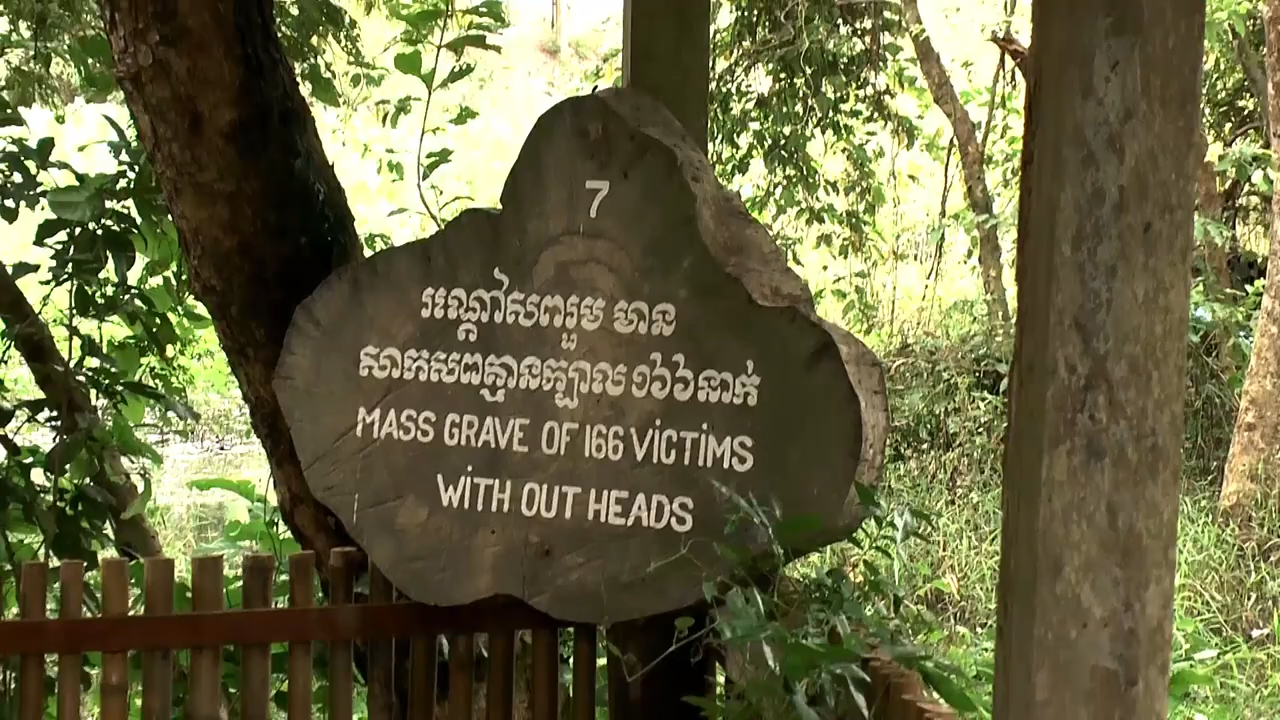 7
រណ្ដៅសពរួម មាន
សាកសពគ្មានក្បាល ១៦៦ នាក់
MASS GRAVE OF 166 VICTIMS
WITH OUT HEADS